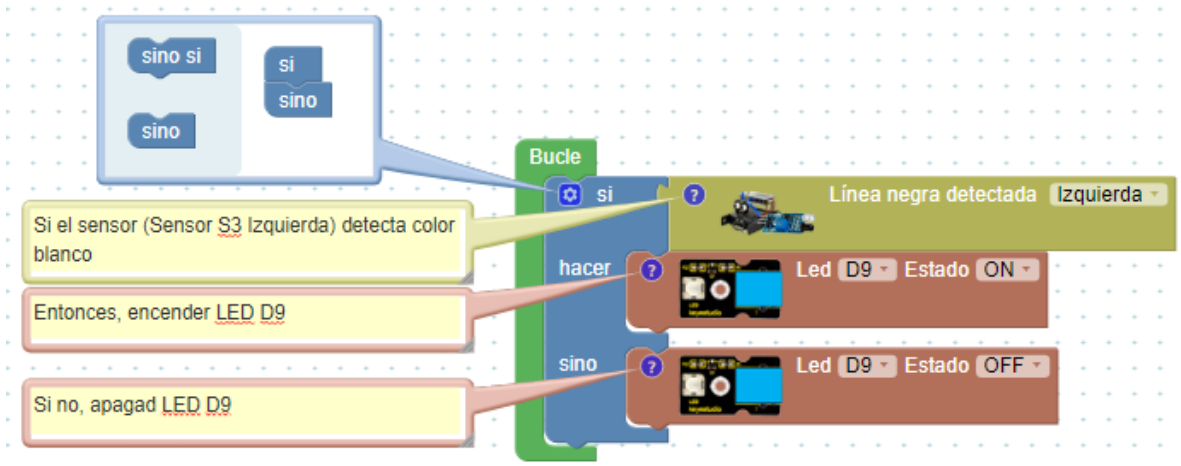 sino si
si
sino
sino
Bucle
si
Línea negra detectada Izquierda
Si el sensor (Sensor S3 Izquierda) detecta color
blanco
hacer
Led D9 Estado ON
Entonces, encender LED D9
sino
Led D9 Estado OFF
Si no, apagad LED D9